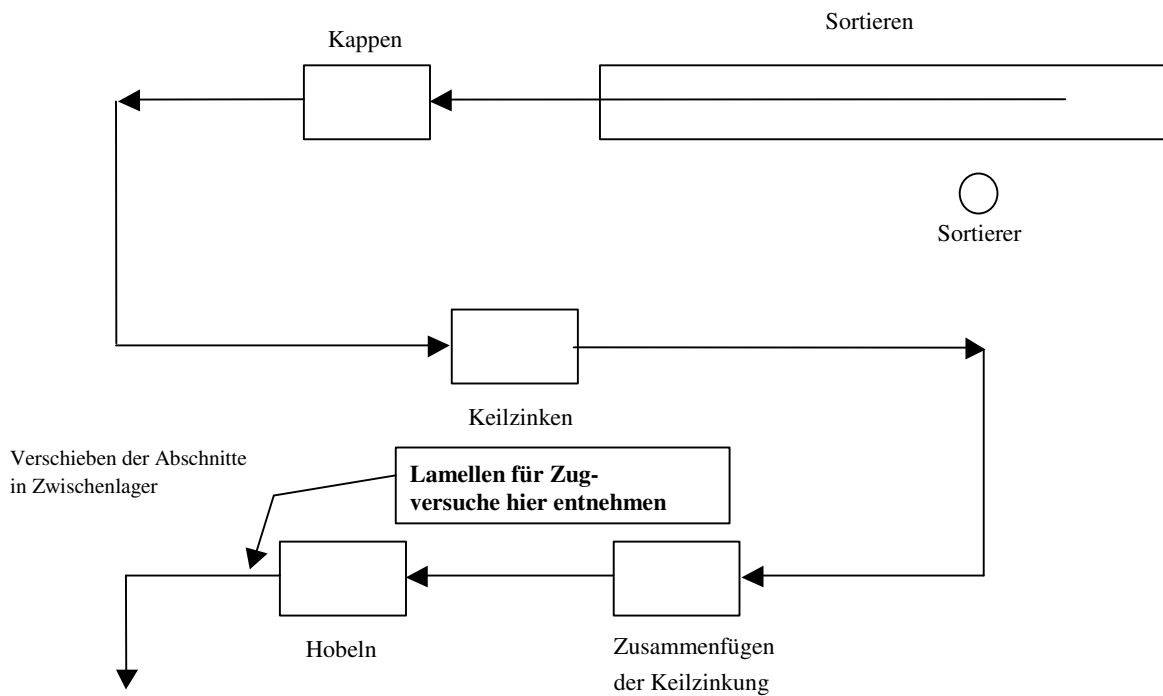 Sortieren
Kappen
Sortierer
Keilzinken
Verschieben der Abschnitte
in Zwischenlager
Lamellen für Zug-
versuche hier entnehmen
Hobeln
Zusammenfügen
der Keilzinkung